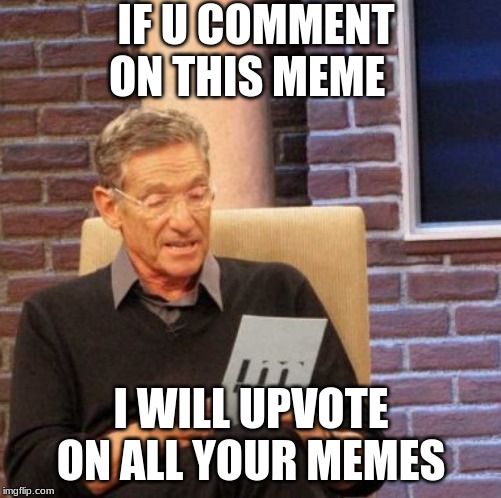 IF U COMMENT
ON THIS MEME
I WILL UPVOTE
ON ALL YOUR MEMES
imgflip.com